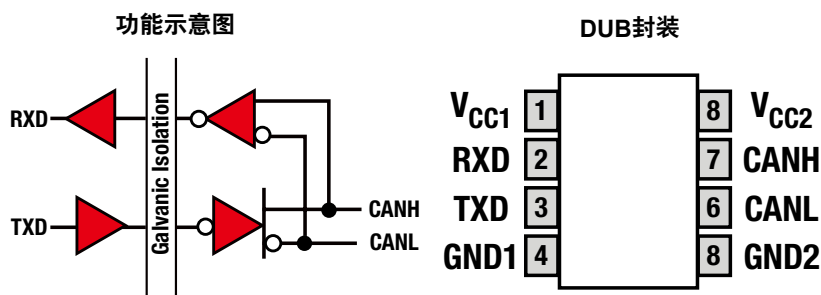 功能示意图
RXD
Galvanic Isolation
TXD
CANH
CANL
DUB封装
VCC1 1 8 VCC2
RXD 2 7 CANH
TXD 3 6 CANL
GND1 4 8 GND2